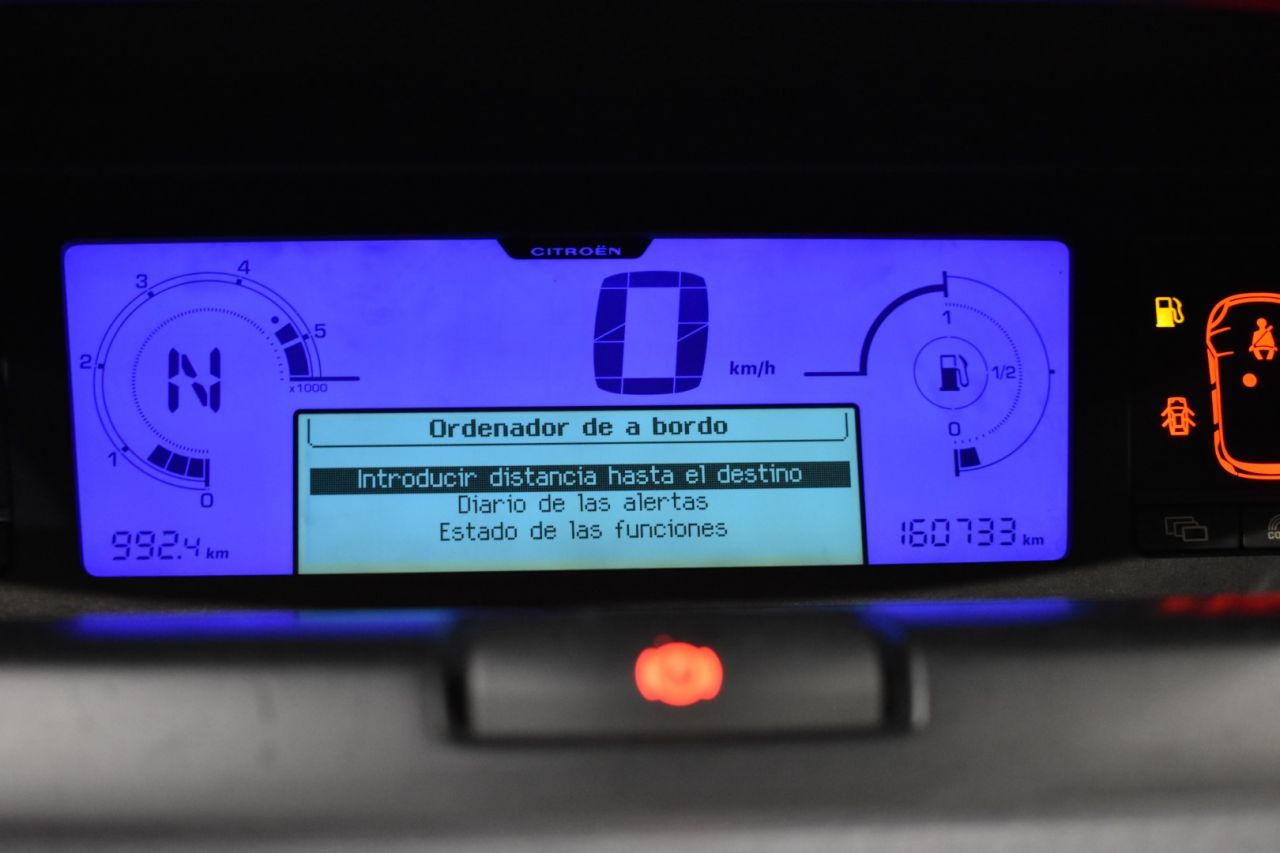 CITROËN
4
3
5
2
x1000
1
0
N
0
km/h
1
1/2
0
Ordenador de a bordo
Introducir distancia hasta el destino
Diario de las alertas
Estado de las funciones
992.4 km
160733 km